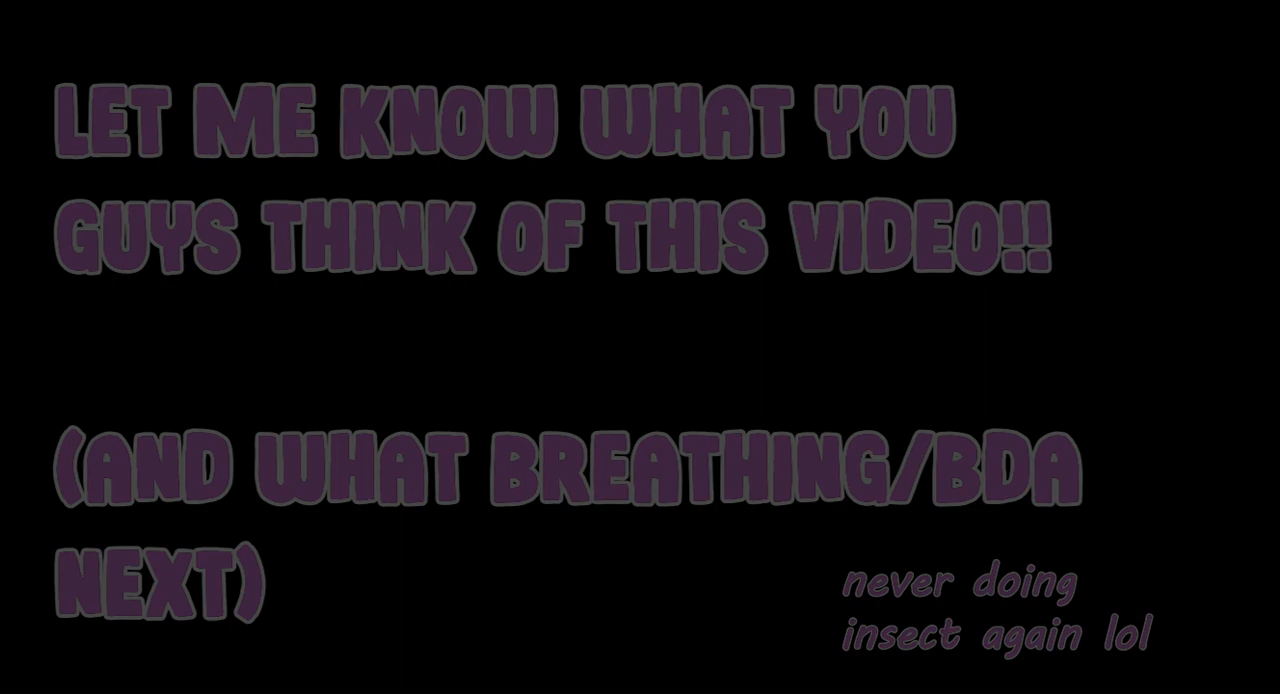 LET ME KNOW WHAT YOU
GUYS THINK OF THIS VIDEO!!
(AND WHAT BREATHING/BDA
NEXT)
never doing
insect again lol